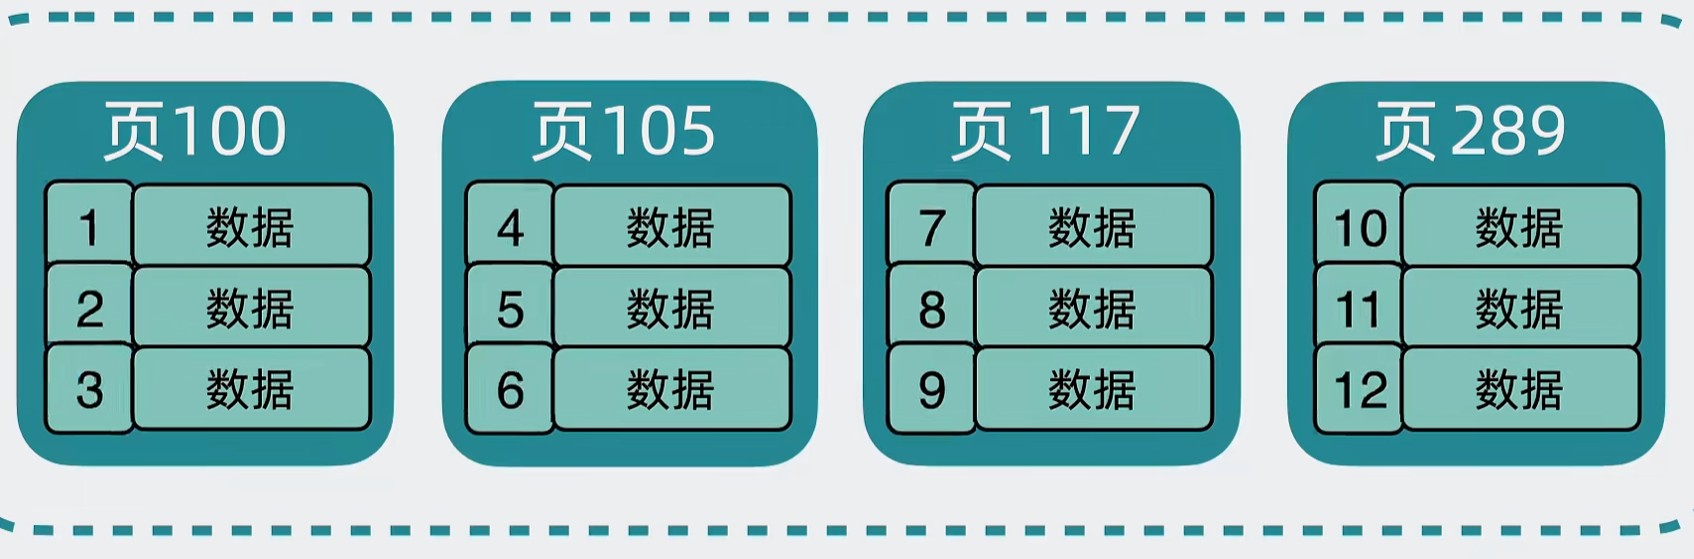 页100
1 数据
2 数据
3 数据
页105
4 数据
5 数据
6 数据
页117
7 数据
8 数据
9 数据
页289
10 数据
11 数据
12 数据